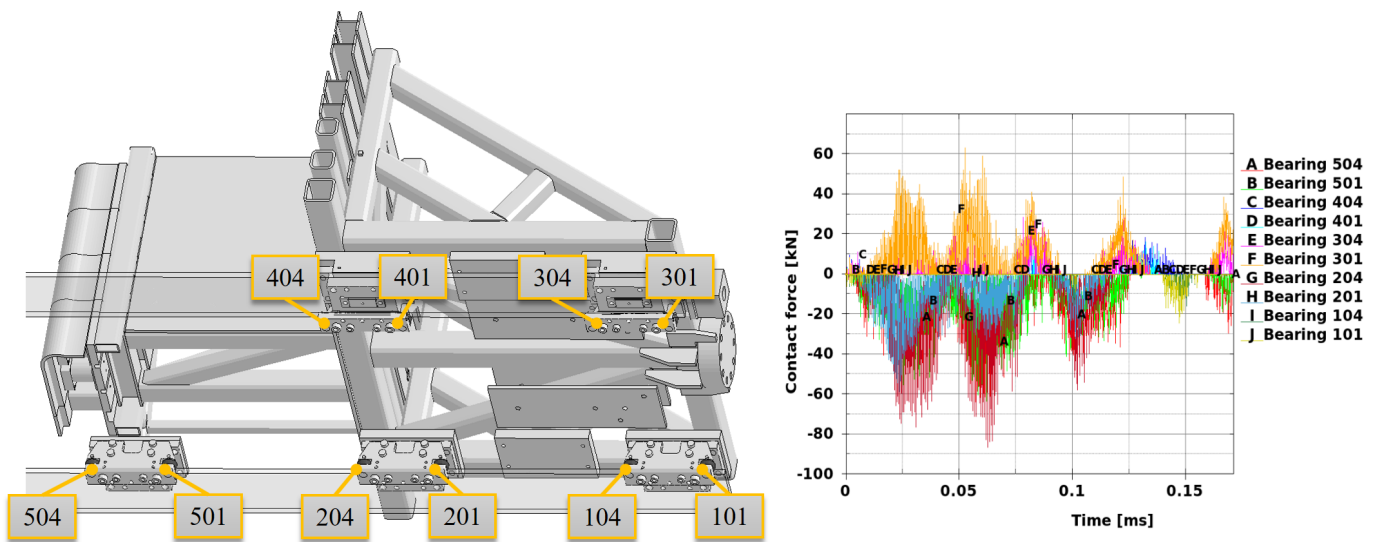 404
401
304
301
504
501
204
201
104
101
Contact force [kN]
60
40
20
0
-20
-40
-60
-80
-100
0
0.05
0.1
0.15
Time [ms]
A Bearing 504
B Bearing 501
C Bearing 404
D Bearing 401
E Bearing 304
F Bearing 301
G Bearing 204
H Bearing 201
I Bearing 104
J Bearing 101